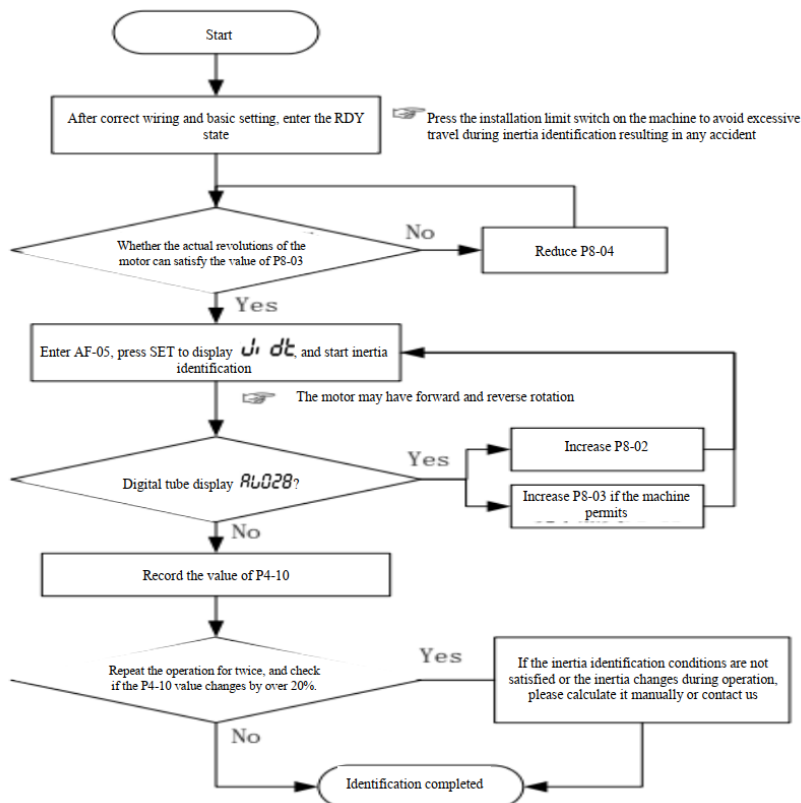 Start
After correct wiring and basic setting, enter the RDY
state
Press the installation limit switch on the machine to avoid excessive
travel during inertia identification resulting in any accident
Whether the actual revolutions of the
motor can satisfy the value of P8-03
No
Reduce P8-04
Yes
Enter AF-05, press SET to display Ji dt, and start inertia
identification
The motor may have forward and reverse rotation
Digital tube display AL028?
Yes
Increase P8-02
Increase P8-03 if the machine
permits
No
Record the value of P4-10
Repeat the operation for twice, and check
if the P4-10 value changes by over 20%.
Yes
If the inertia identification conditions are not
satisfied or the inertia changes during operation,
please calculate it manually or contact us
No
Identification completed